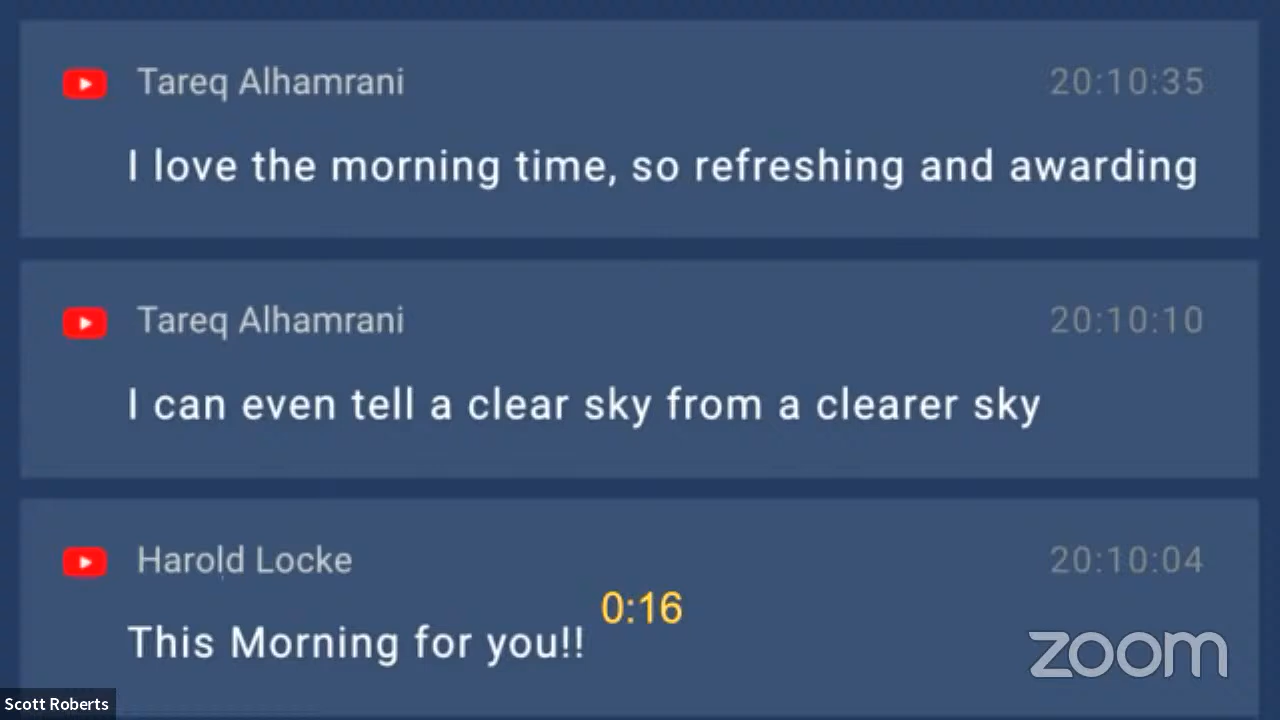 Tareq Alhamrani 20:10:35
I love the morning time, so refreshing and awarding
Tareq Alhamrani 20:10:10
I can even tell a clear sky from a clearer sky
Harold Locke 20:10:04
0:16
This Morning for you!!
zoom
Scott Roberts